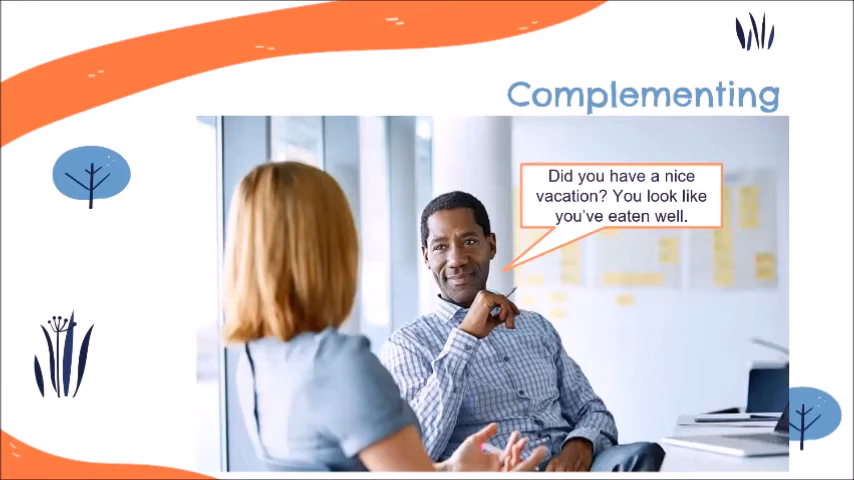 Complementing
Did you have a nice
vacation? You look like
you've eaten well.